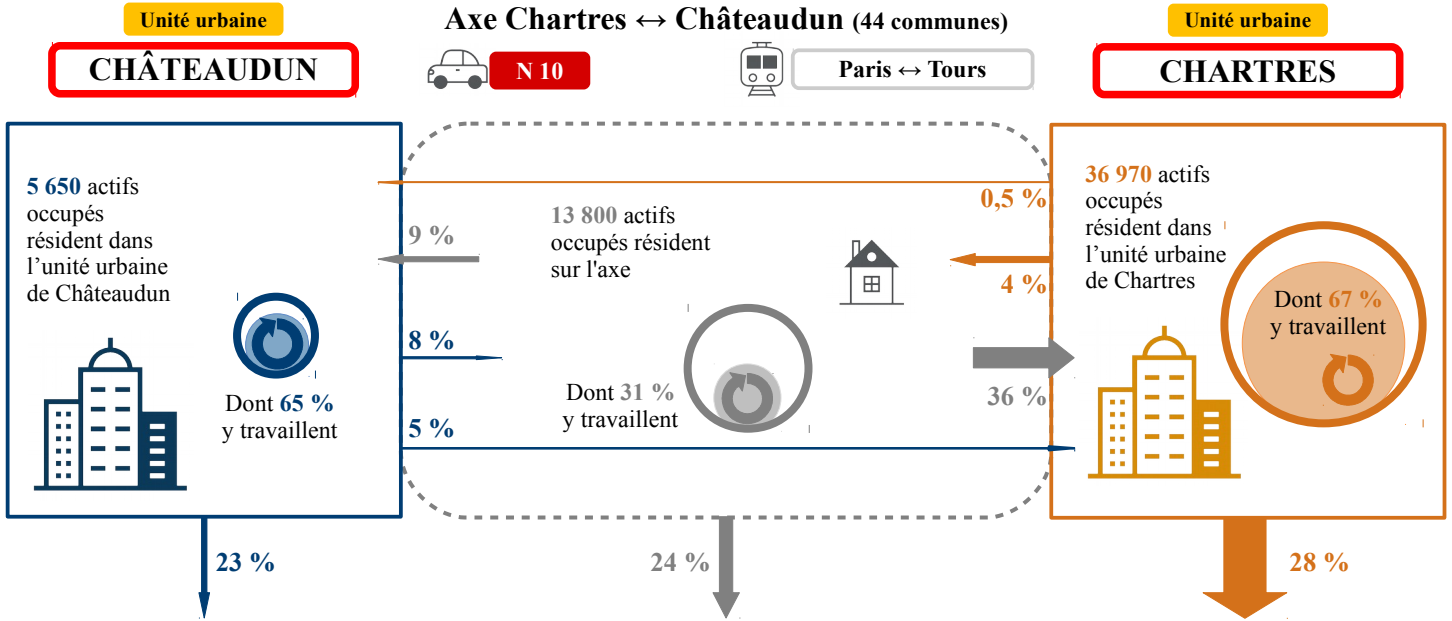 Unité urbaine
CHÂTEAUDUN
Axe Chartres ↔ Châteaudun (44 communes)
N 10
Paris ↔ Tours
Unité urbaine
CHARTRES
5 650 actifs
occupés
résident dans
l’unité urbaine
de Châteaudun
Dont 65 %
y travaillent
9 %
8 %
5 %
13 800 actifs
occupés résident
sur l'axe
Dont 31 %
y travaillent
0,5 %
4 %
36 %
36 970 actifs
occupés
résident dans
l’unité urbaine
de Chartres
Dont 67 %
y travaillent
23 %
24 %
28 %